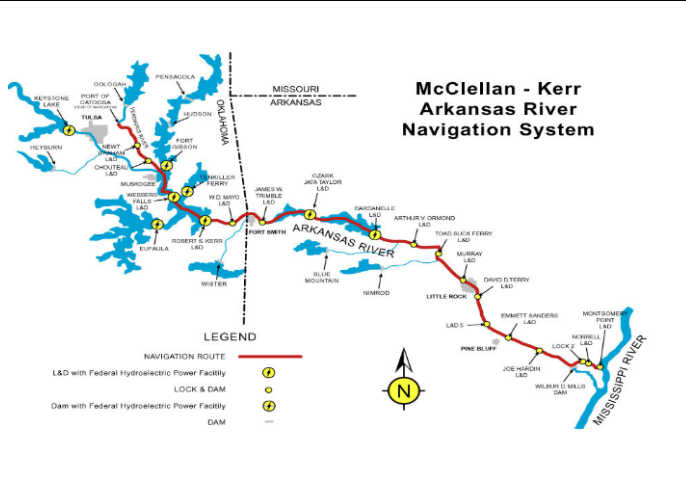 McClellan - Kerr
Arkansas River
Navigation System
MISSOURI
ARKANSAS
OKLAHOMA
PENSACOLA
OOLOGAH
KEYSTONE
LAKE
PORT OF
CATOOSA
TULSA
VERDIGRIS RIVER
HUDSON
HEYBURN
NEWT
GRAHAM
L&D
FORT
GIBSON
CHOUTEAU
L&D
MUSKOGEE
TENKILLER
FERRY
WEBBERS
FALLS
L&D
W.D. MAYO
L&D
JAMES W.
TRIMBLE
L&D
OZARK
JATA TAYLOR
L&D
DARDANELLE
L&D
ARTHUR V. ORMOND
L&D
TOAD SUCK FERRY
L&D
EUFAULA
ROBERT S. KERR
L&D
FORT SMITH
ARKANSAS RIVER
MURRAY
L&D
WISTER
BLUE
MOUNTAIN
NIMROD
DAVID D.TERRY
L&D
LITTLE ROCK
EMMETT SANDERS
L&D
MONTGOMERY
POINT
L&D
L&D 5
NORRELL
L&D
LOCK 2
PINE BLUFF
JOE HARDIN
L&D
WILBUR D. MILLS
DAM
MISSISSIPPI RIVER
LEGEND
NAVIGATION ROUTE
L&D with Federal Hydroelectric Power Facitliy
LOCK & DAM
Dam with Federal Hydroelectric Power Facitliy
DAM
N